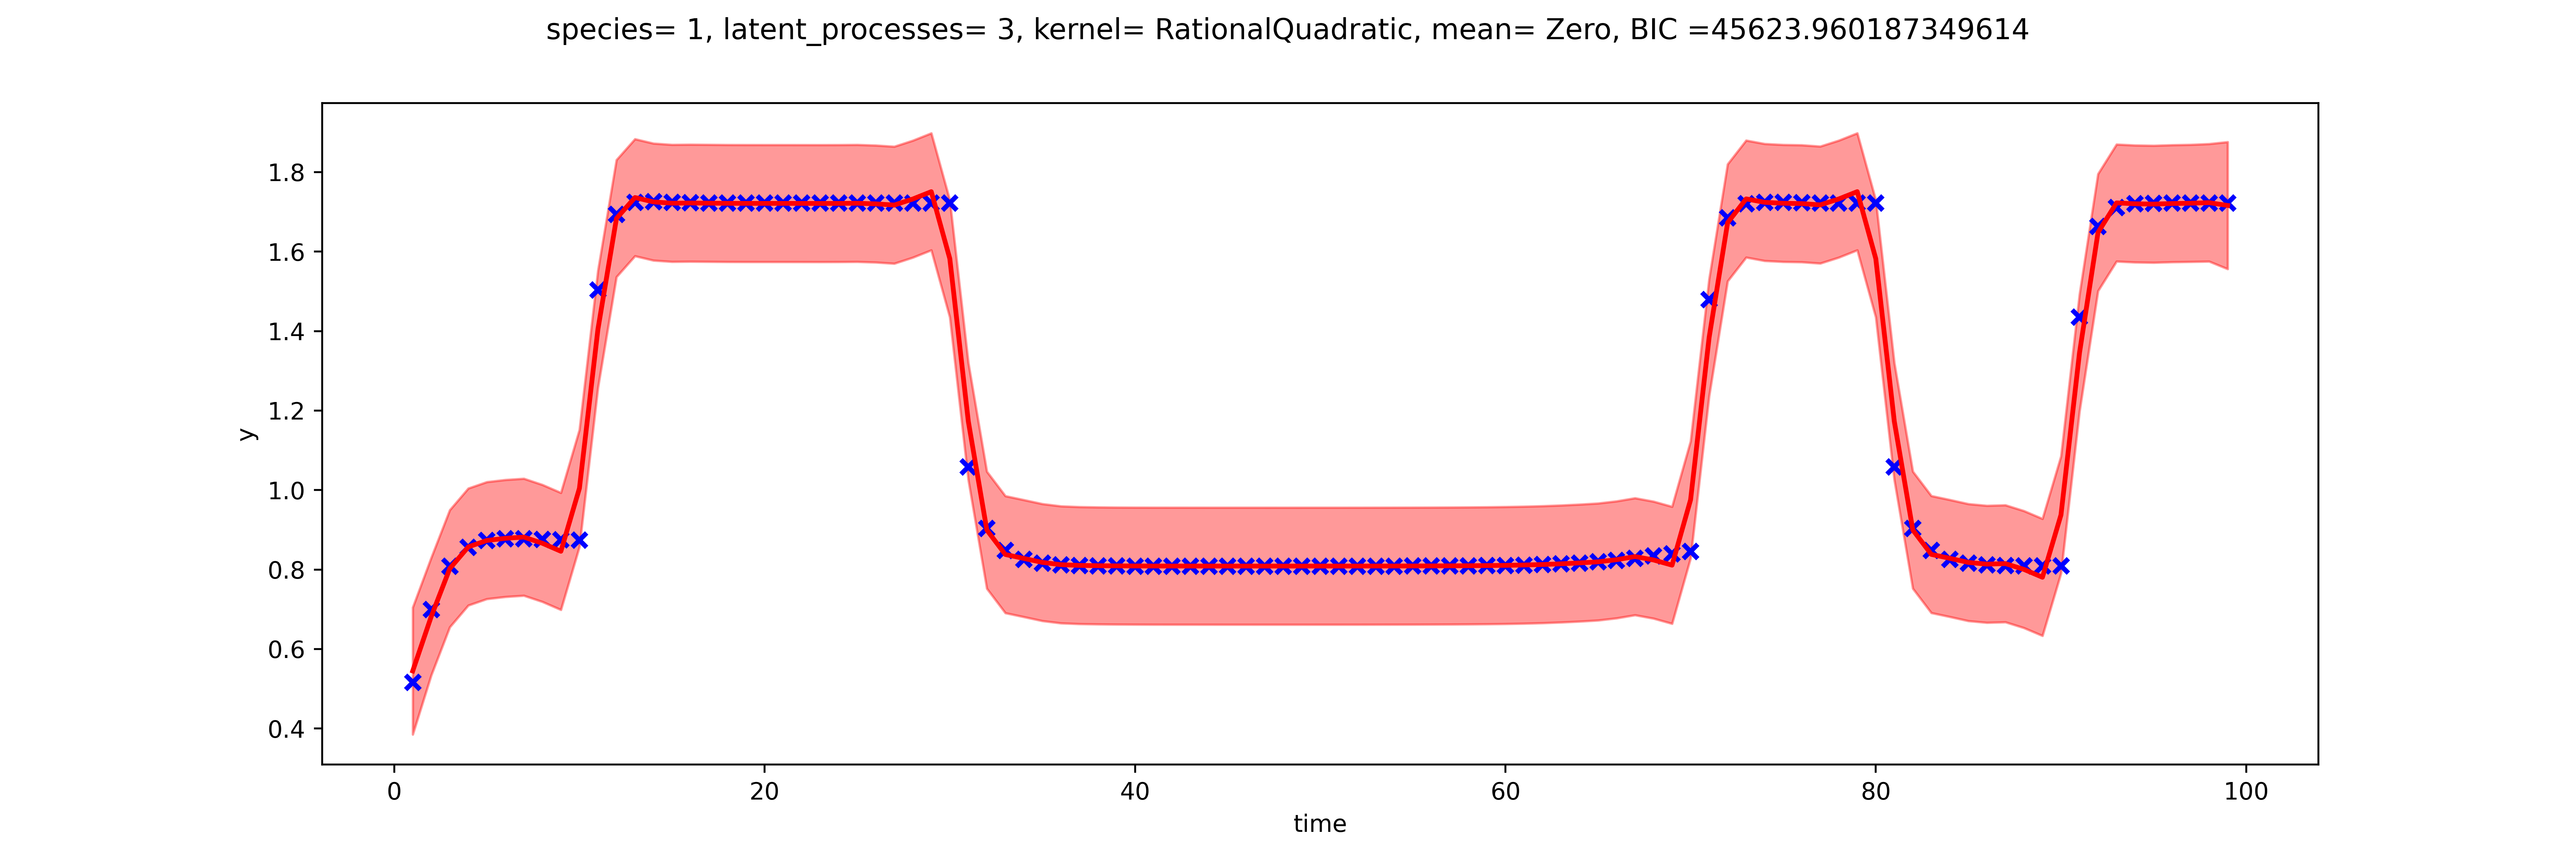 species= 1, latent_processes= 3, kernel= RationalQuadratic, mean= Zero, BIC =45623.960187349614
1.8
1.6
1.4
1.2
1.0
0.8
0.6
0.4
y
0 20 40 60 80 100
time